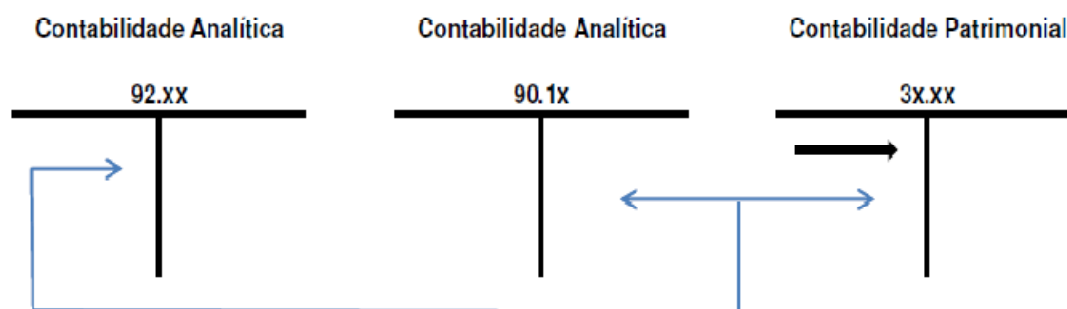 Contabilidade Analítica
Contabilidade Analítica
Contabilidade Patrimonial
92.xx
90.1x
3x.xx